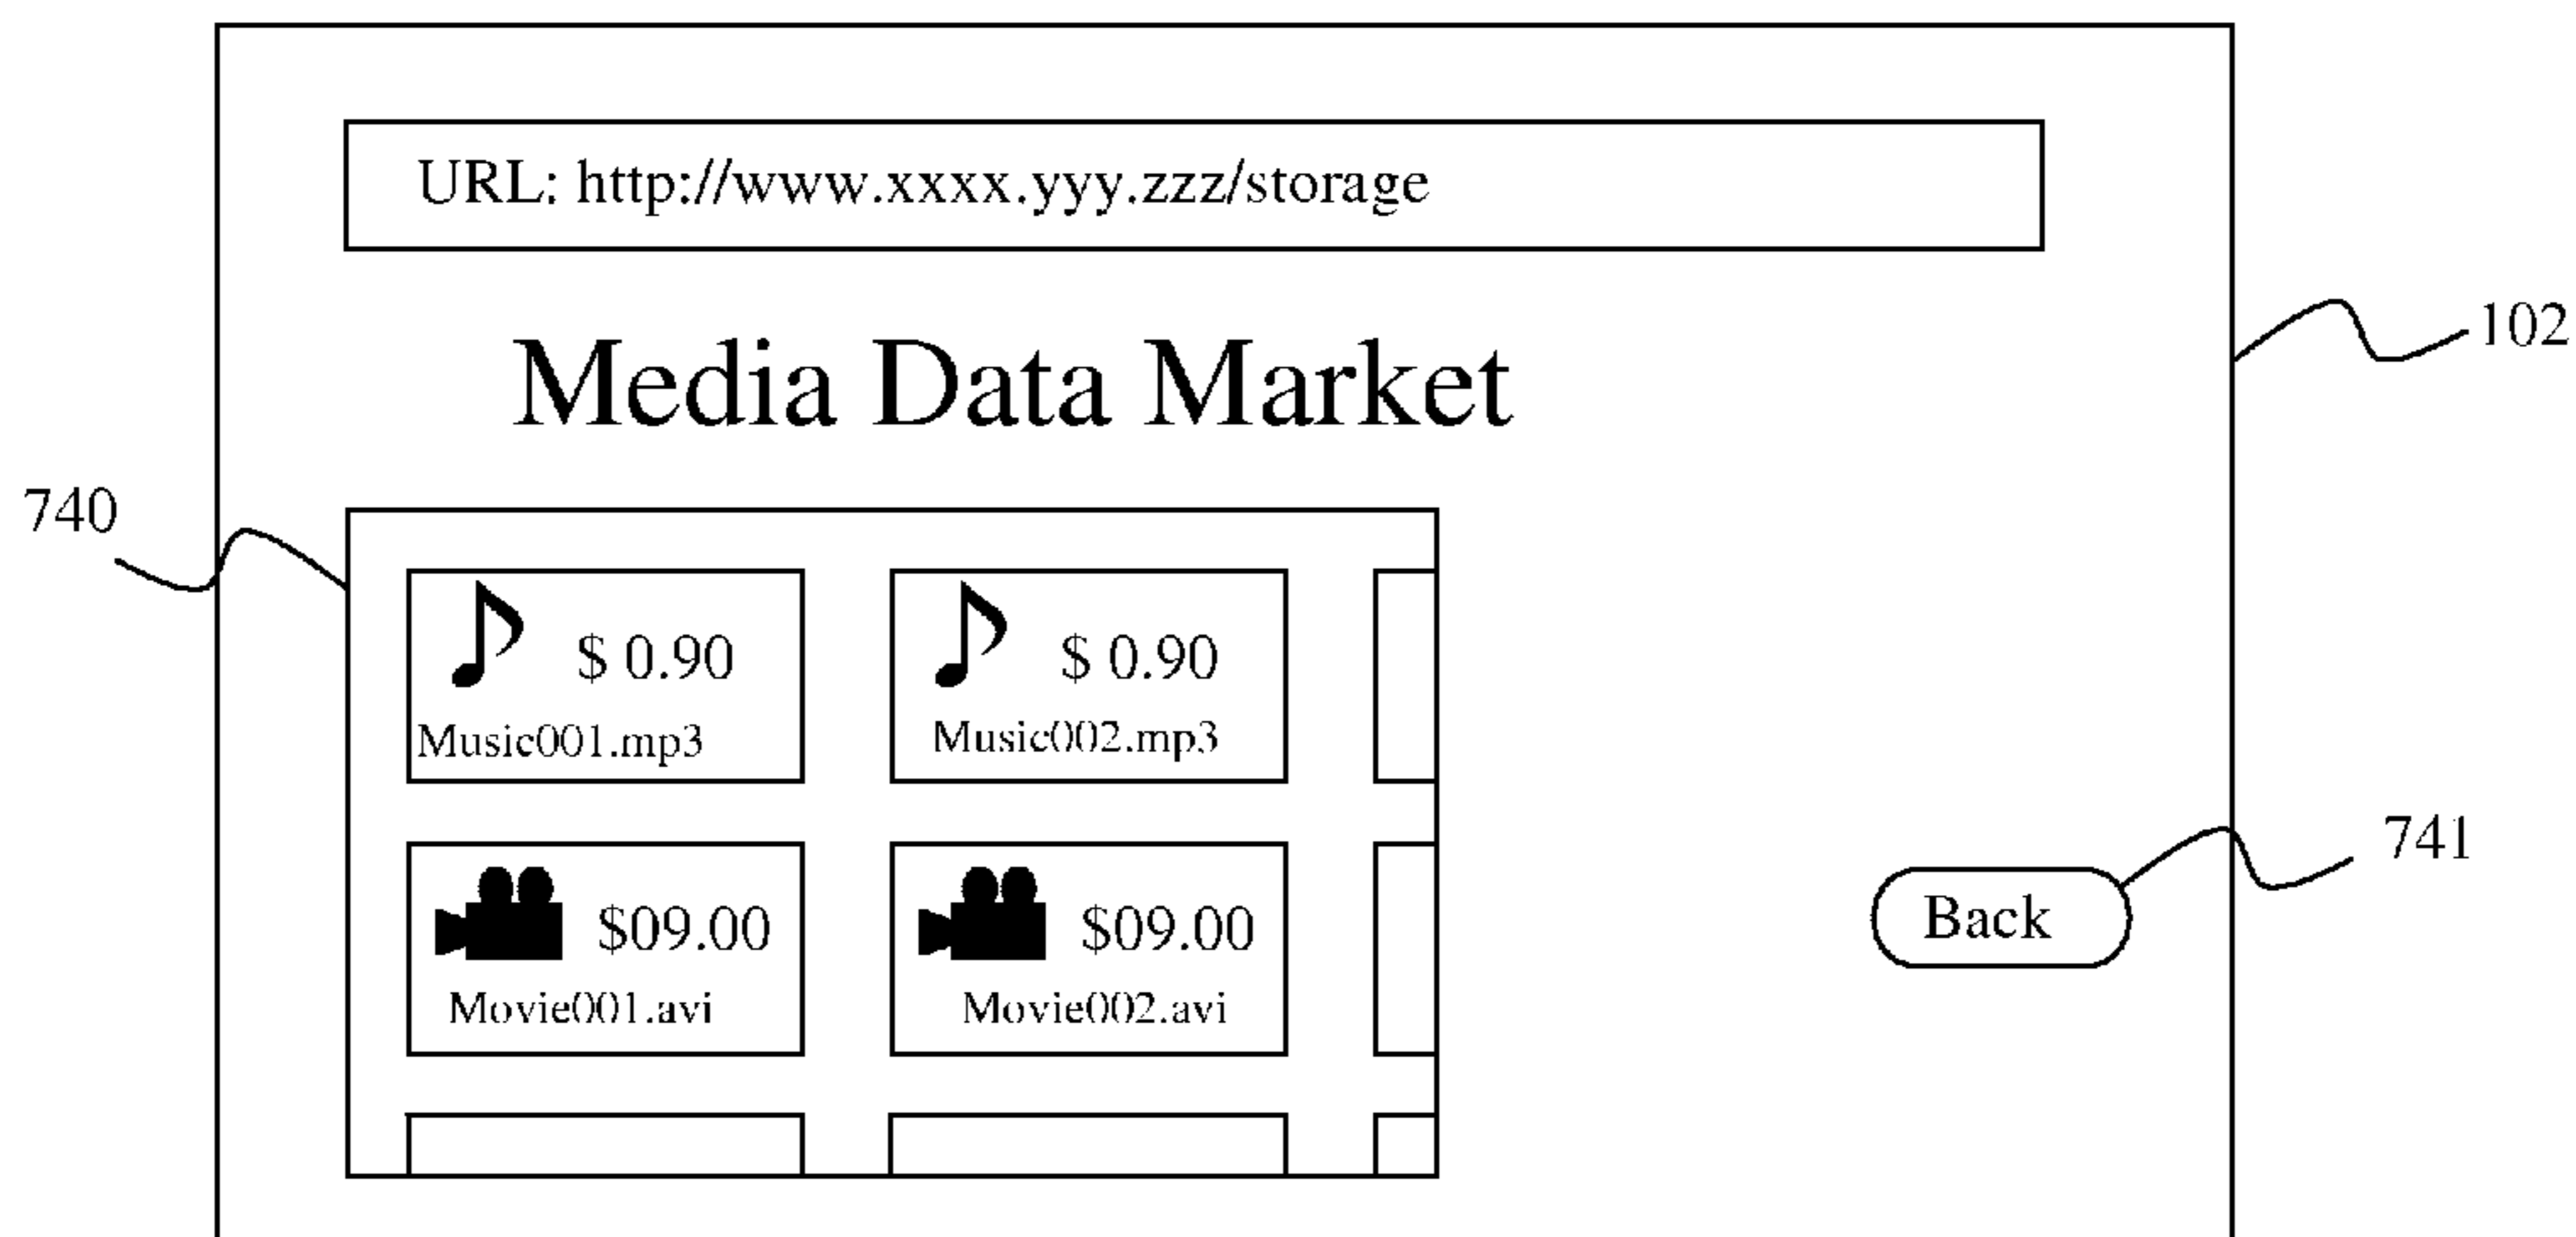 URL: http://www.xxxx.yyy.zzz/storage
102
Media Data Market
740
$ 0.90
$ 0.90
Music001.mp3
Music002.mp3
741
$09.00
$09.00
Back
Movie001.avi
Movie002.avi